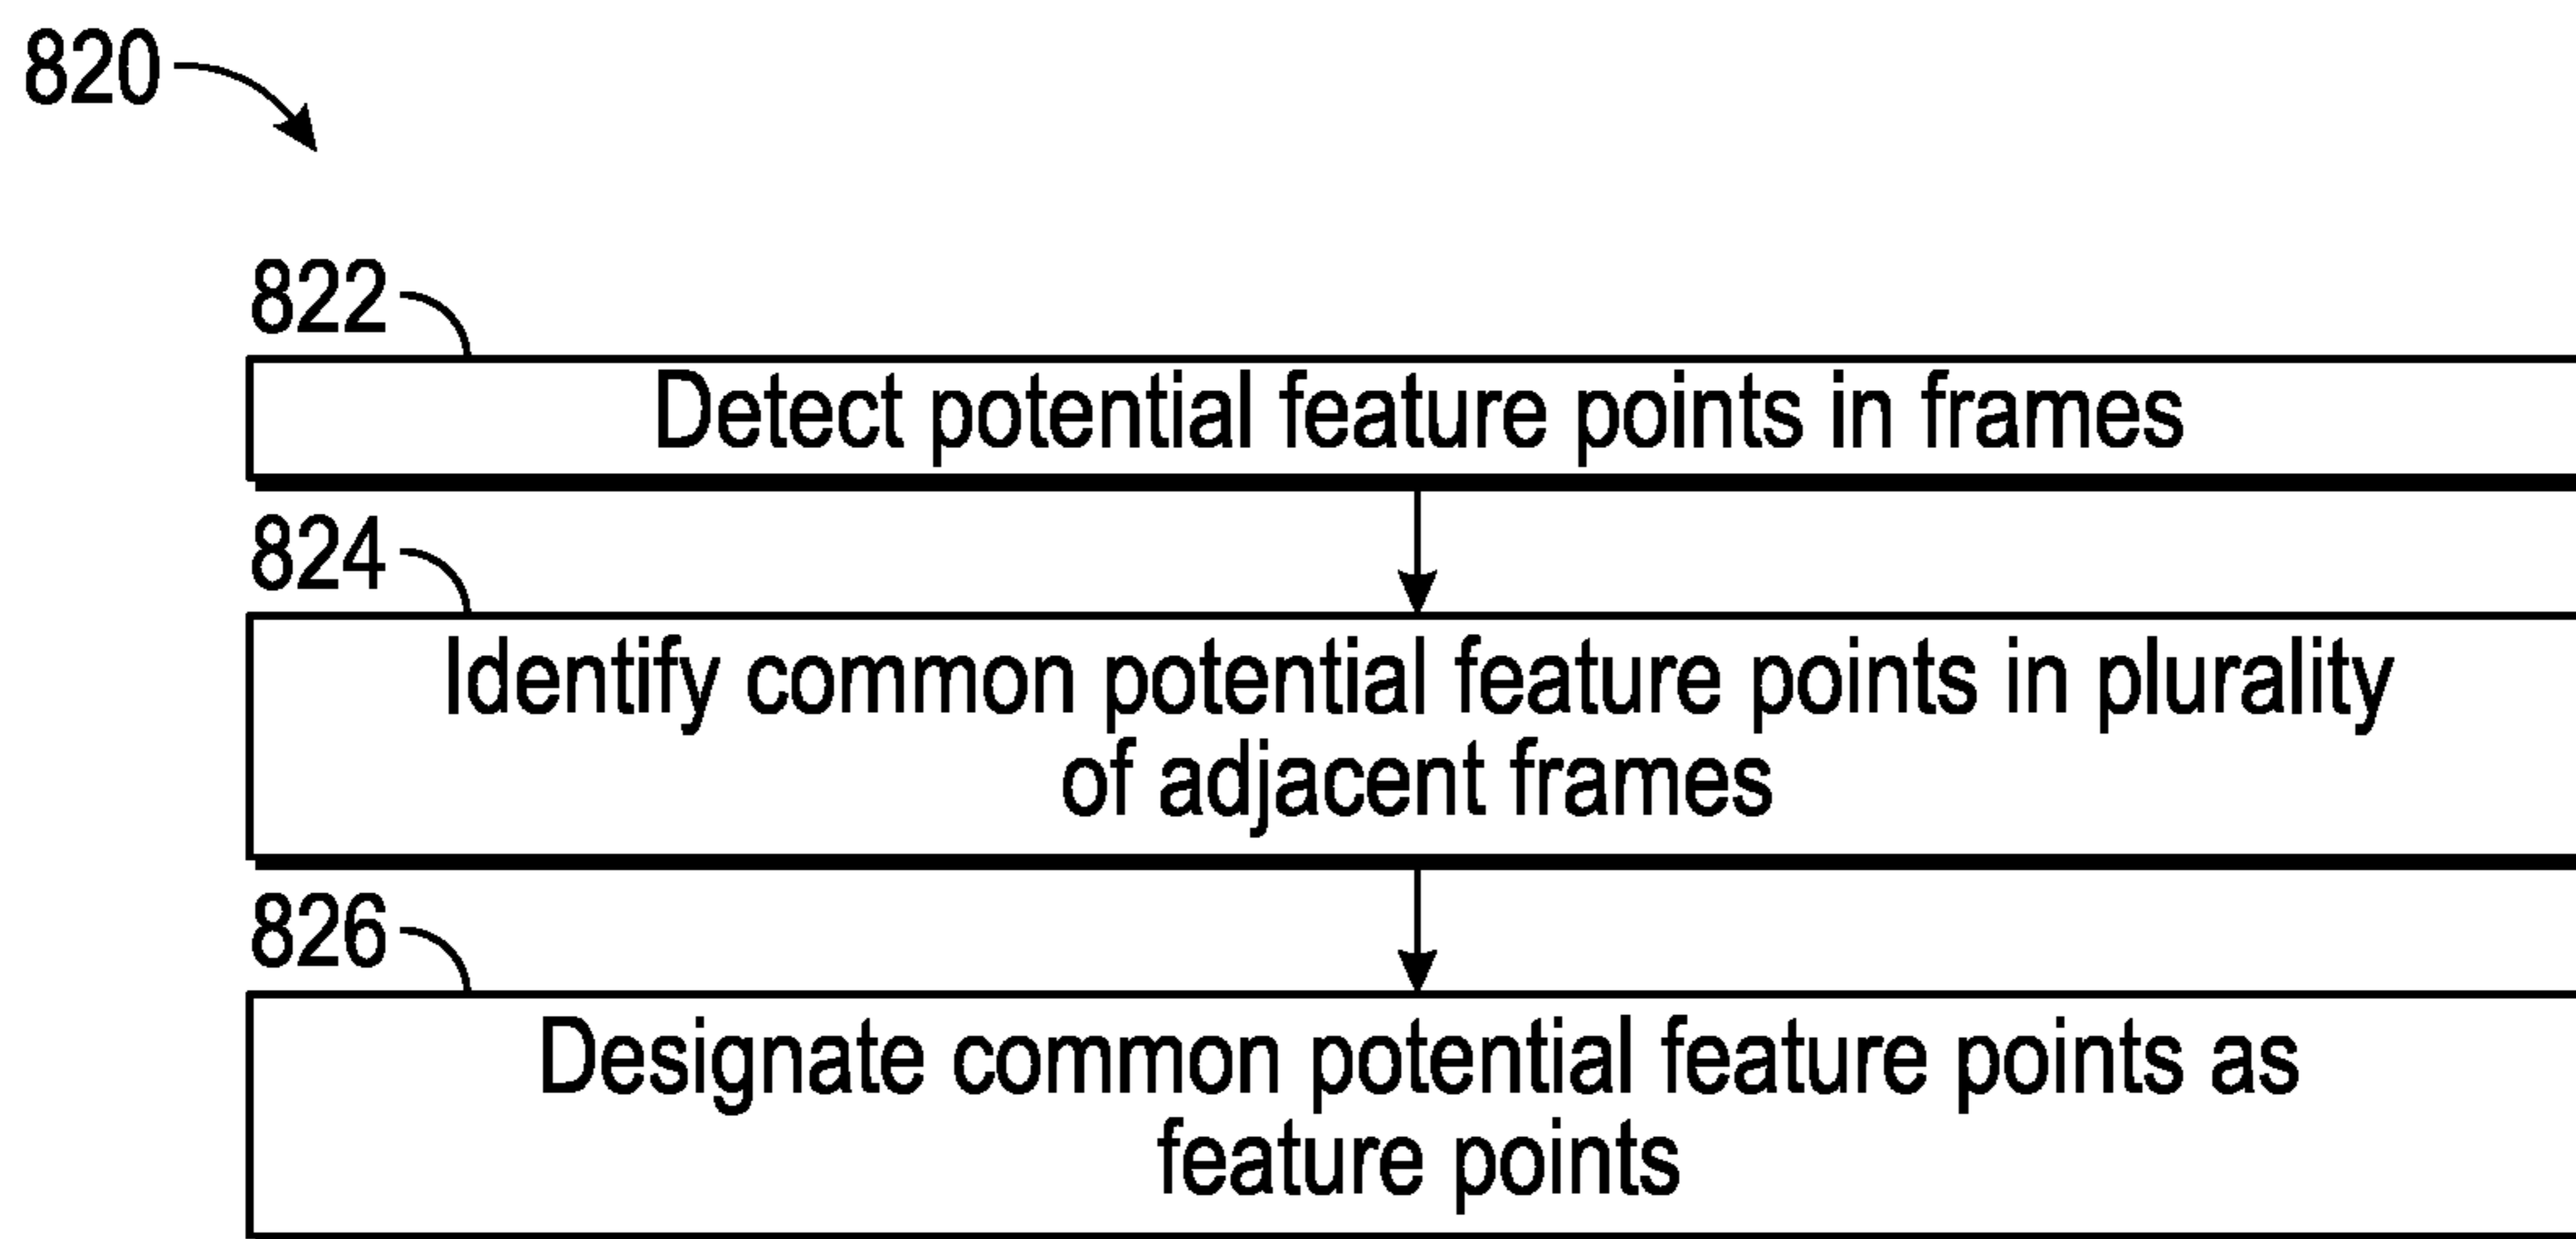 820
822
Detect potential feature points in frames
824
Identify common potential feature points in plurality
of adjacent frames
826
Designate common potential feature points as
feature points